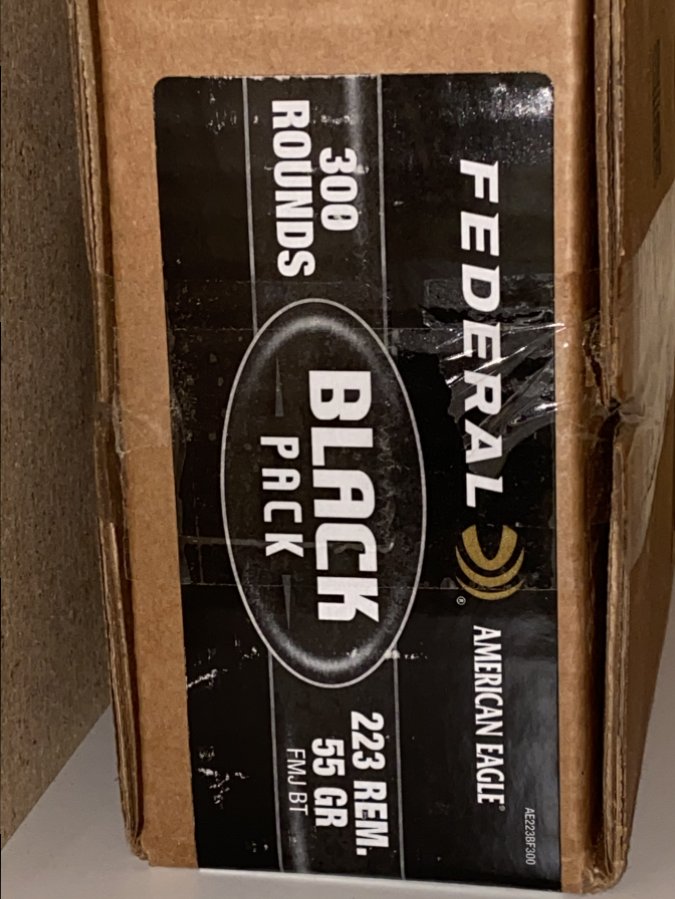 FEDERAL® AMERICAN EAGLE®
AE223BF300
300
ROUNDS
BLACK
PACK
223 REM.
55 GR
FMJ BT